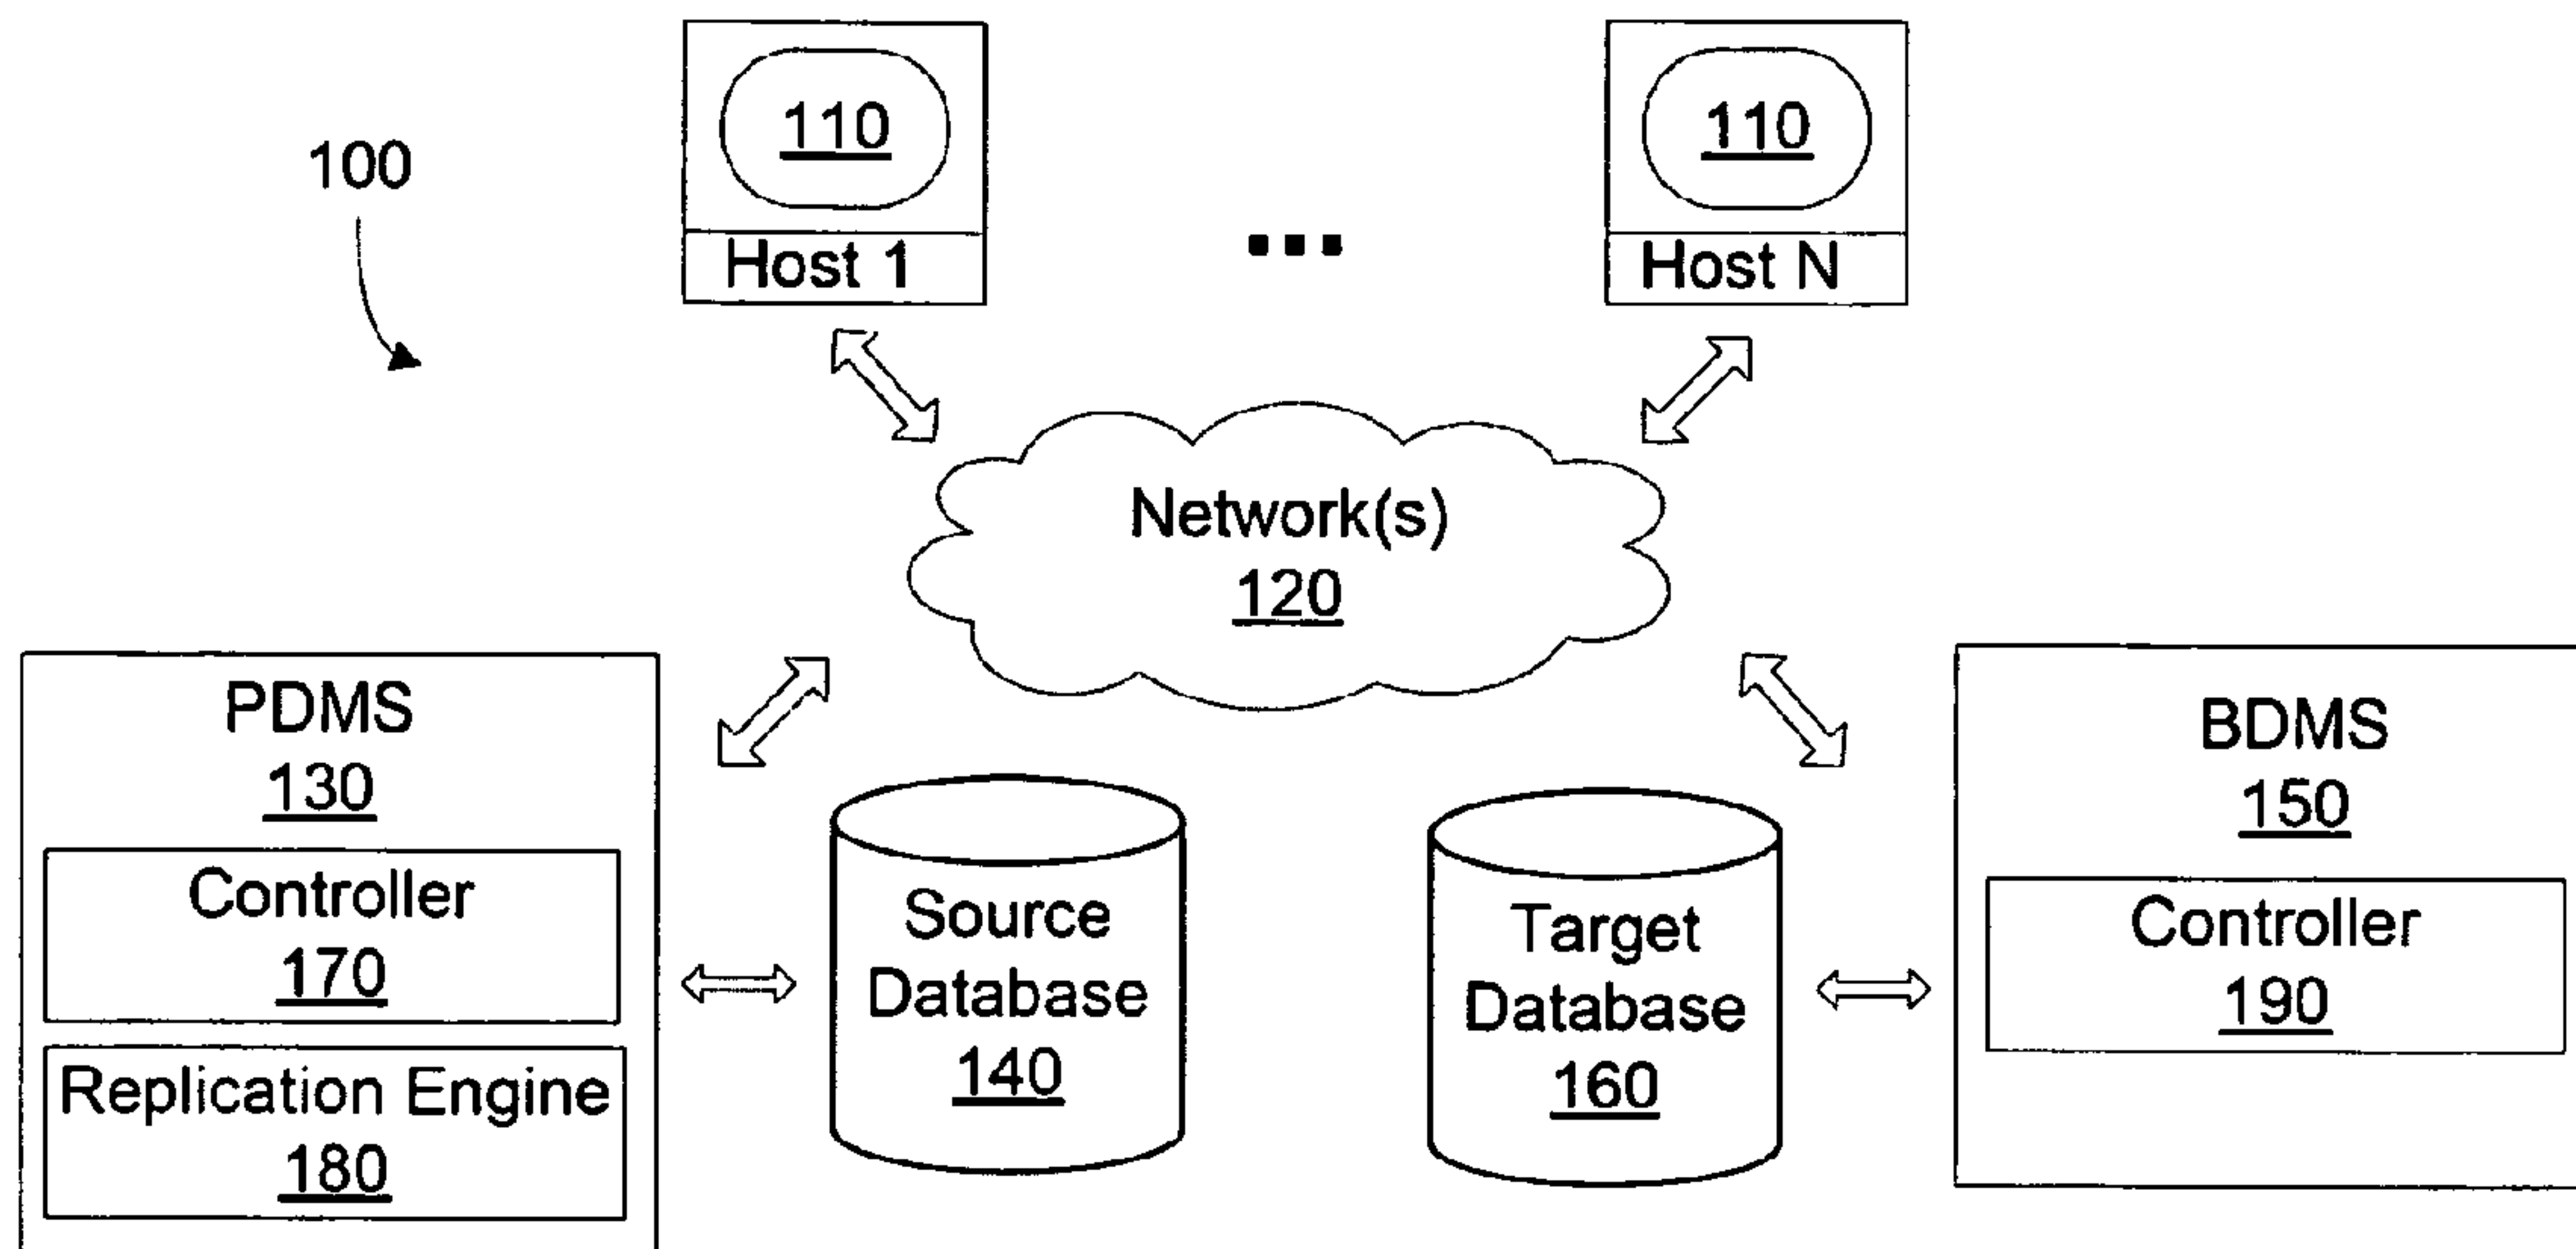 100
110
Host 1
...
110
Host N
Network(s)
120
PDMS
130
Controller
170
Replication Engine
180
Source
Database
140
Target
Database
160
BDMS
150
Controller
190